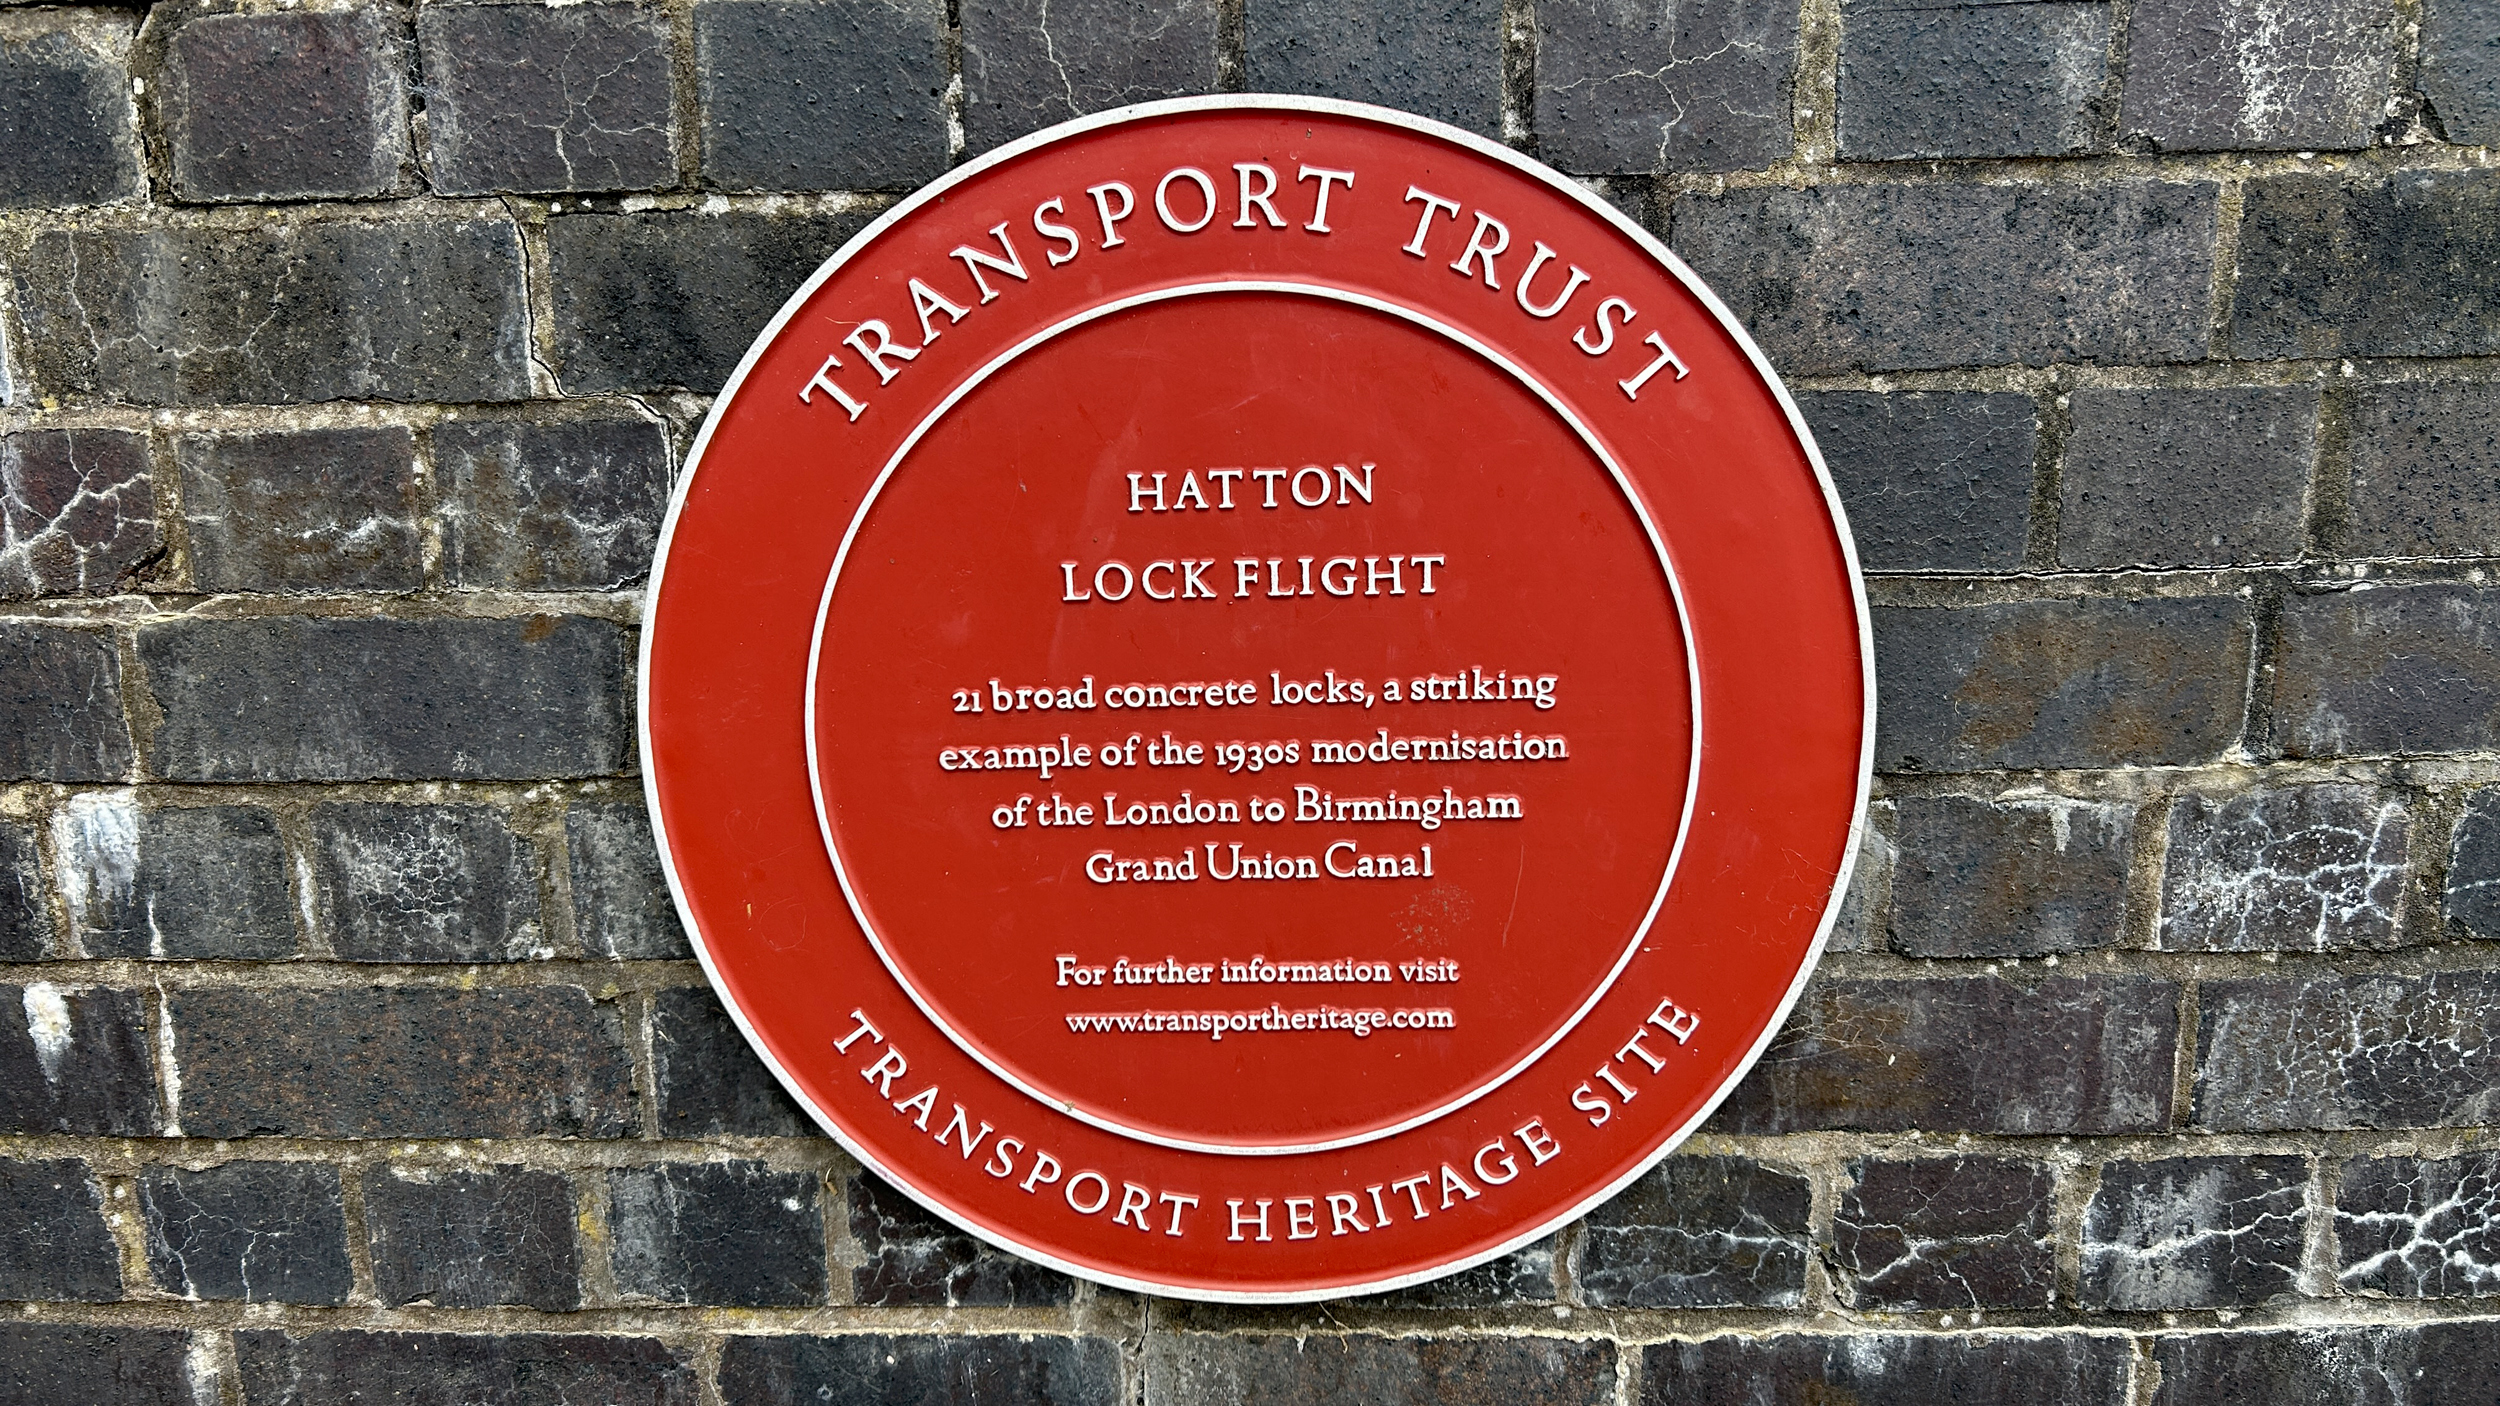 TRANSPORT TRUST
HATTON
LOCK FLIGHT
21 broad concrete locks, a striking
example of the 1930s modernisation
of the London to Birmingham
Grand Union Canal
For further information visit
www.transportheritage.com
TRANSPORT HERITAGE SITE